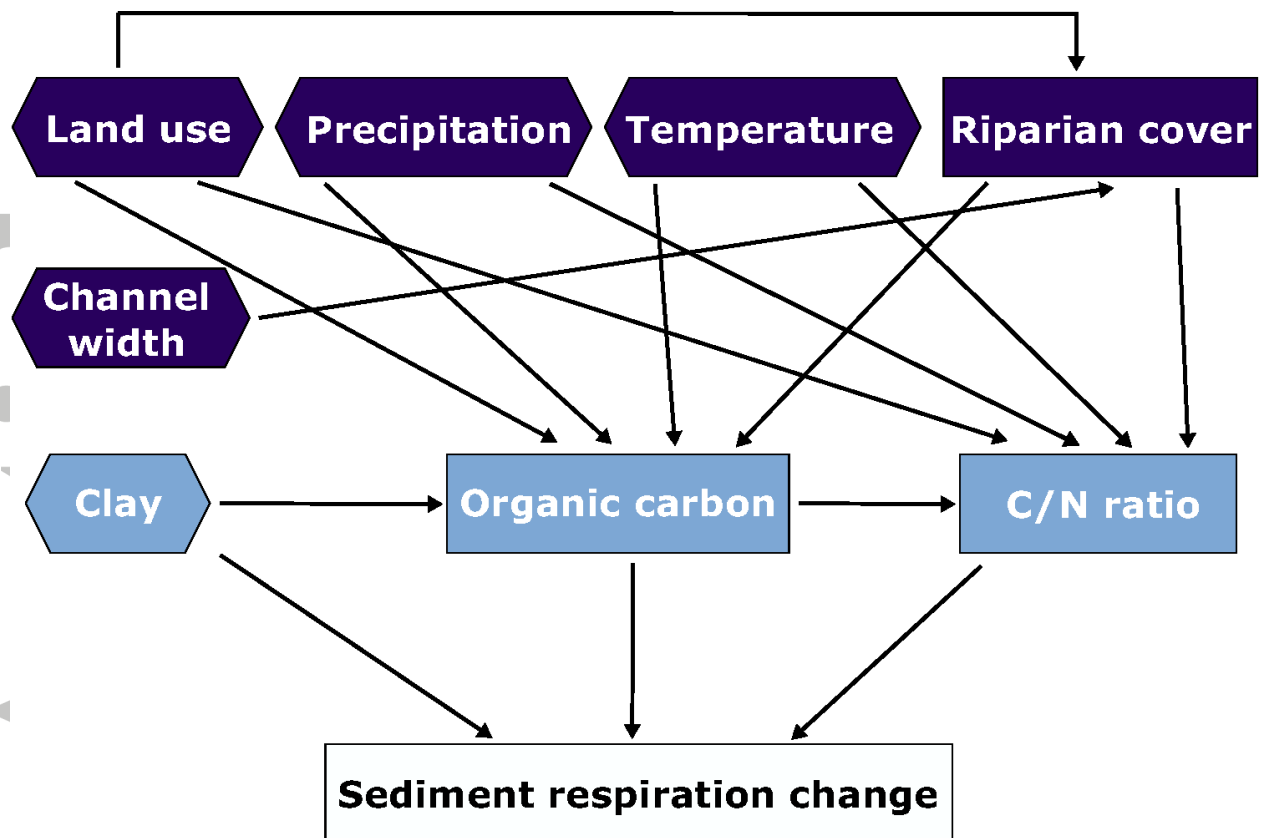 Land use
Precipitation
Temperature
Riparian cover
Channel
width
Clay
Organic carbon
C/N ratio
Sediment respiration change